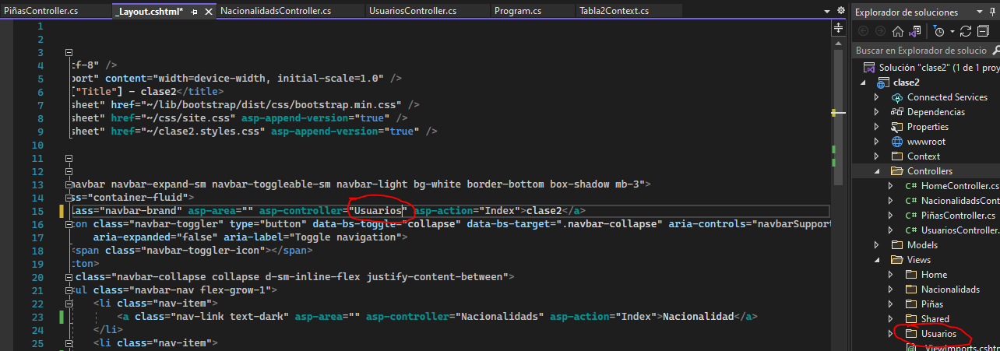 PiñasController.cs
_Layout.cshtml*
NacionalidadsController.cs
UsuariosController.cs
Program.cs
Tabla2Context.cs
1
2
3
4 :f-8" />
5 port" content="width=device-width, initial-scale=1.0" />
6 ["Title"] - clase2</title>
7 sheet" href="~/lib/bootstrap/dist/css/bootstrap.min.css" />
8 sheet" href="~/css/site.css" asp-append-version="true" />
9 sheet" href="~/clase2.styles.css" asp-append-version="true" />
10
11
12
13 navbar navbar-expand-sm navbar-toggleable-sm navbar-light bg-white border-bottom box-shadow mb-3">
14 ss="container-fluid">
15 lass="navbar-brand" asp-area="" asp-controller="Usuarios" asp-action="Index">clase2</a>
16 ton class="navbar-toggler" type="button" data-bs-toggle="collapse" data-bs-target=".navbar-collapse" aria-controls="navbarSupport
17 aria-expanded="false" aria-label="Toggle navigation">
18 <span class="navbar-toggler-icon"></span>
19 tton>
20 class="navbar-collapse collapse d-sm-inline-flex justify-content-between">
21 <ul class="navbar-nav flex-grow-1">
22 <li class="nav-item">
23 <a class="nav-link text-dark" asp-area="" asp-controller="Nacionalidads" asp-action="Index">Nacionalidad</a>
24 </li>
25 <li class="nav-item">
Explorador de soluciones
Buscar en Explorador de solucio
Solución "clase2" (1 de 1 proy
clase2
Connected Services
Dependencias
Properties
wwwroot
Context
Controllers
C# HomeController.cs
C# NacionalidadsCont
C# PiñasController.cs
C# UsuariosController.
Models
Views
Home
Nacionalidads
Piñas
Shared
Usuarios
_ViewImports.cshtm